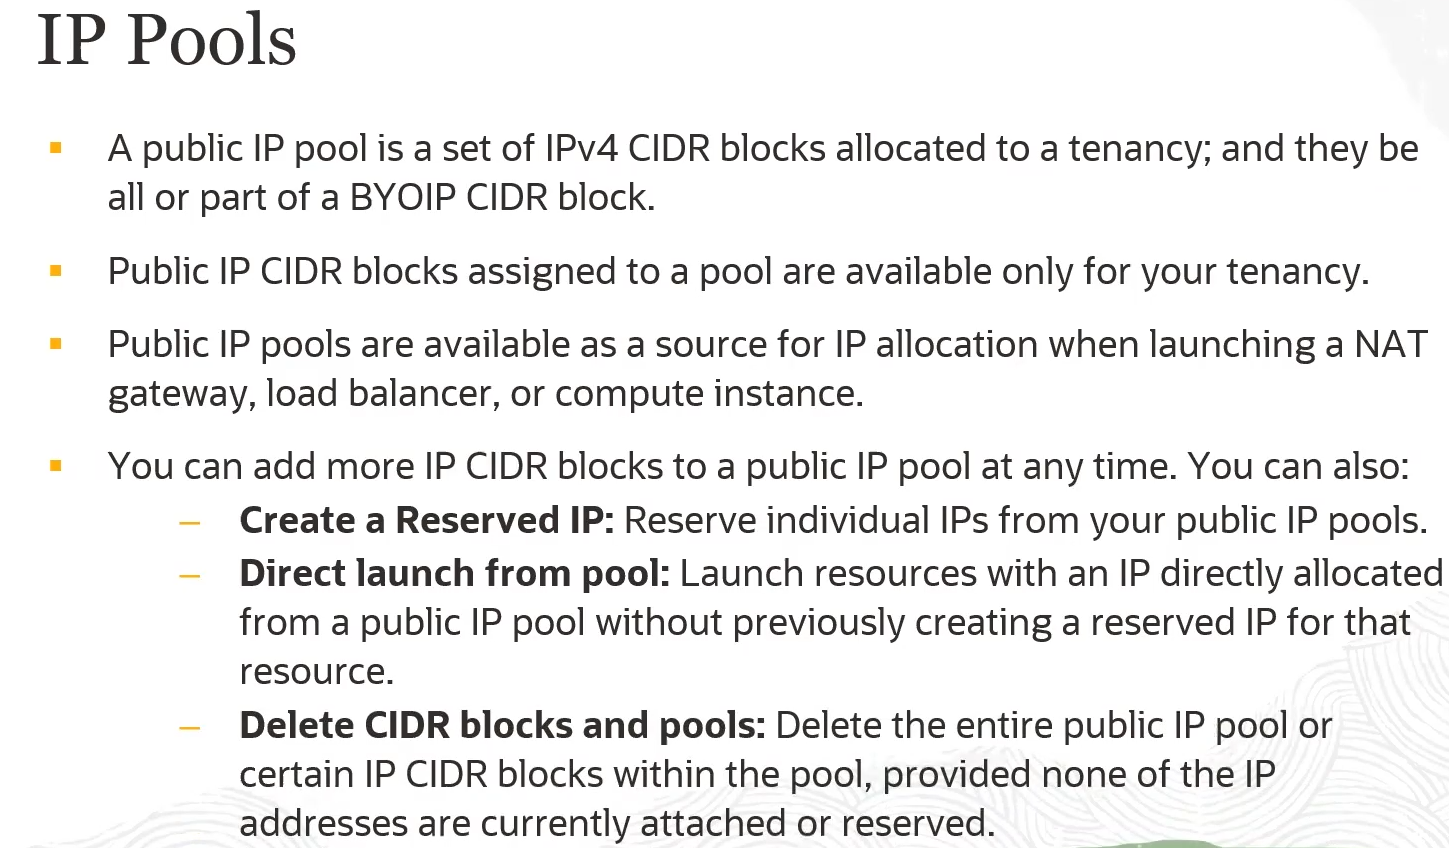 IP Pools
▪ A public IP pool is a set of IPv4 CIDR blocks allocated to a tenancy; and they be
all or part of a BYOIP CIDR block.
▪ Public IP CIDR blocks assigned to a pool are available only for your tenancy.
▪ Public IP pools are available as a source for IP allocation when launching a NAT
gateway, load balancer, or compute instance.
▪ You can add more IP CIDR blocks to a public IP pool at any time. You can also:
– Create a Reserved IP: Reserve individual IPs from your public IP pools.
– Direct launch from pool: Launch resources with an IP directly allocated
from a public IP pool without previously creating a reserved IP for that
resource.
– Delete CIDR blocks and pools: Delete the entire public IP pool or
certain IP CIDR blocks within the pool, provided none of the IP
addresses are currently attached or reserved.